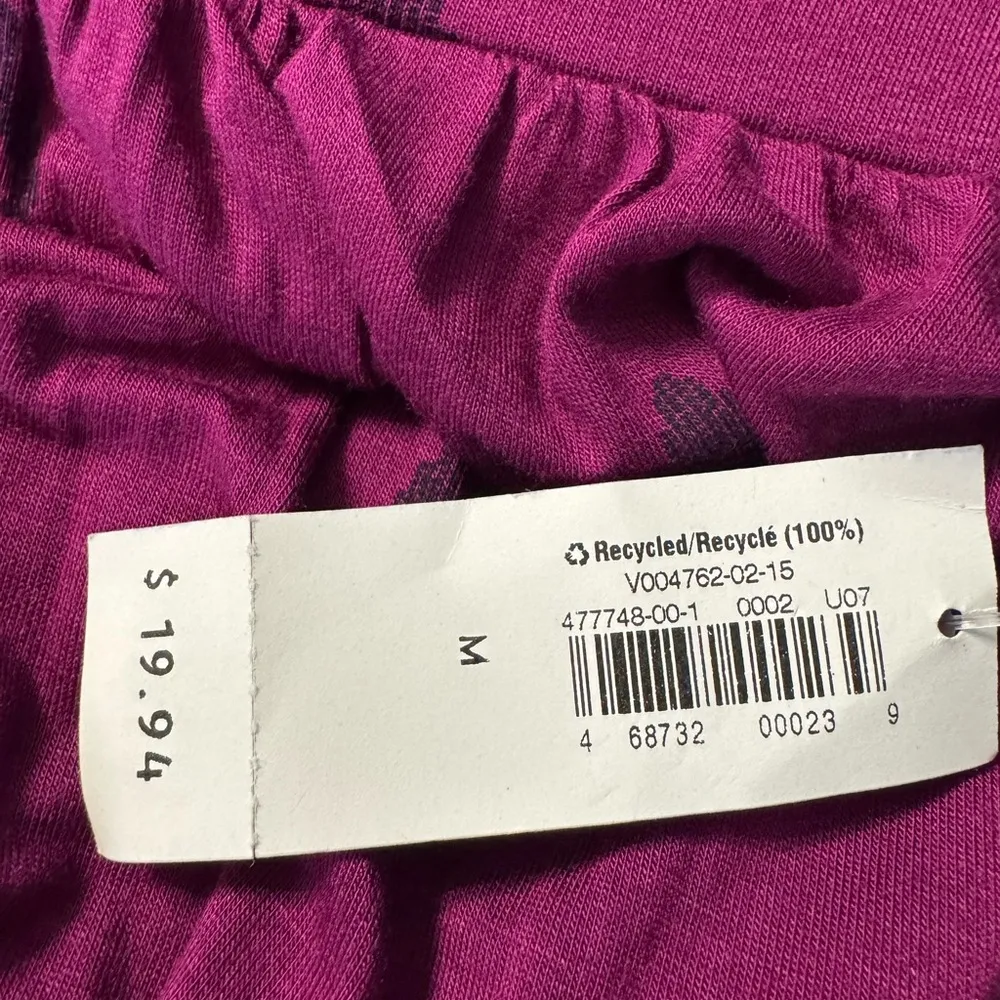 Recycled/Recyclé (100%)
V004762-02-15
477748-00-1 0002 U07
4 68732 00023 9
M
$ 19.94